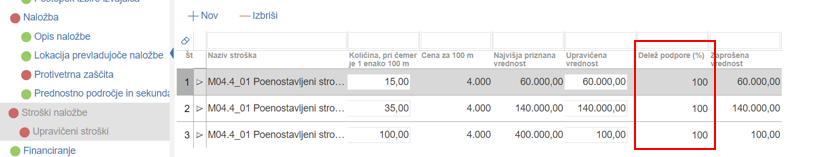 Postopek izbire izvajalca
Naložba
Opis naložbe
Lokacija prevladujoče naložbe
Protivetrna zaščita
Prednostno področje in sekunda
Stroški naložbe
Upravičeni stroški
Financiranje
Nov Izbriši
Št Naziv stroška Količina, pri čemer je 1 enako 100 m Cena za 100 m Najvišja priznana vrednost Upravičena vrednost Delež podpore (%) Zaprošena vrednost
1 M04.4_01 Poenostavljeni stro... 15,00 4.000 60.000,00 60.000,00 100 60.000,00
2 M04.4_01 Poenostavljeni stro... 35,00 4.000 140.000,00 140.000,00 100 140.000,00
3 M04.4_01 Poenostavljeni stro... 100,00 4.000 400.000,00 100,00 100 100,00